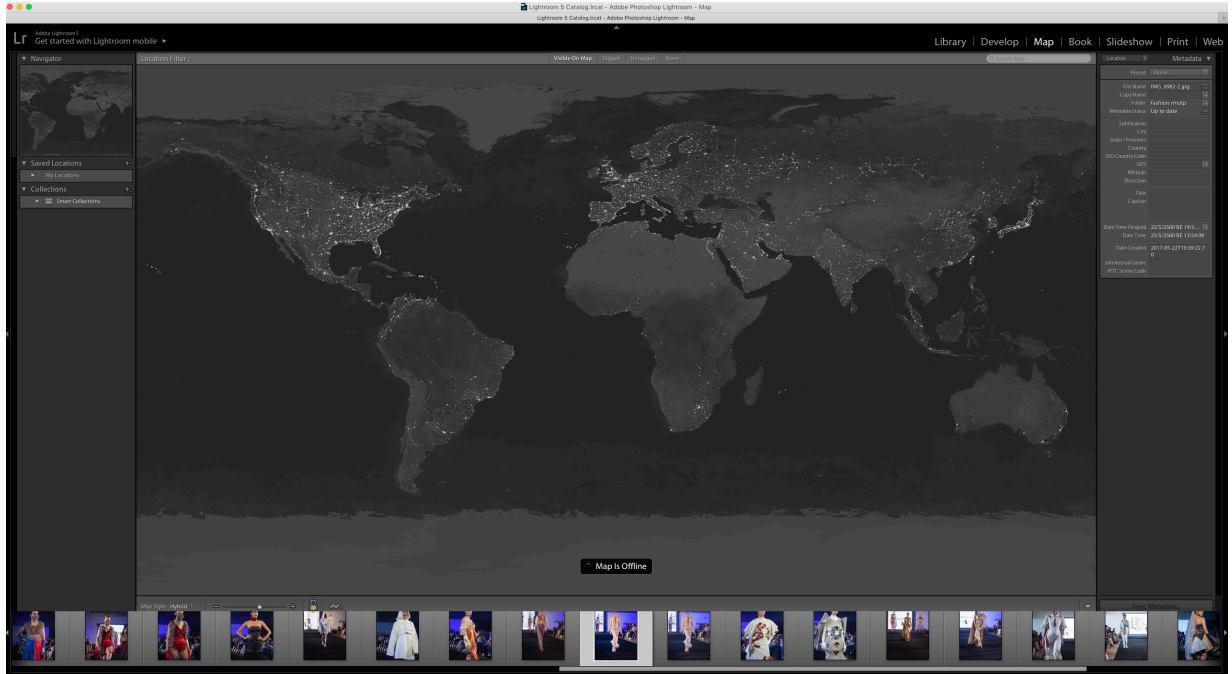 Lightroom 5 Catalog.lrcat - Adobe Photoshop Lightroom - Map
Lightroom 5 Catalog.lrcat - Adobe Photoshop Lightroom - Map
Lr
Adobe Lightroom 5
Get started with Lightroom mobile
Library | Develop | Map | Book | Slideshow | Print | Web
Navigator
Location Filter:
Visible On Map Tagged Untagged None
Search Map
Location Metadata
Preset None
File Name IMG_8982-2.jpg
Copy Name
Folder fashion rmutp
Metadata Status Up to date
Sublocation
City
State / Province
Country
ISO Country Code
GPS
Altitude
Direction
Title
Caption
Date Time Original 22/5/2560 BE 19:3...
Date Time 23/5/2560 BE 13:54:08
Date Created 2017-05-22T19:39:22.7
0
Intellectual Genre
IPTC Scene Code
Saved Locations
My Locations
Collections
Smart Collections
Map Is Offline
Map Style: Hybrid
Sync Metadata